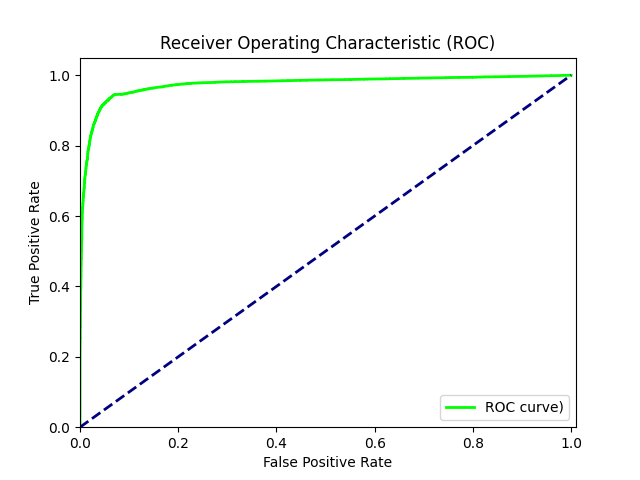 Receiver Operating Characteristic (ROC)
True Positive Rate
1.0
0.8
0.6
0.4
0.2
0.0
ROC curve)
0.0 0.2 0.4 0.6 0.8 1.0
False Positive Rate